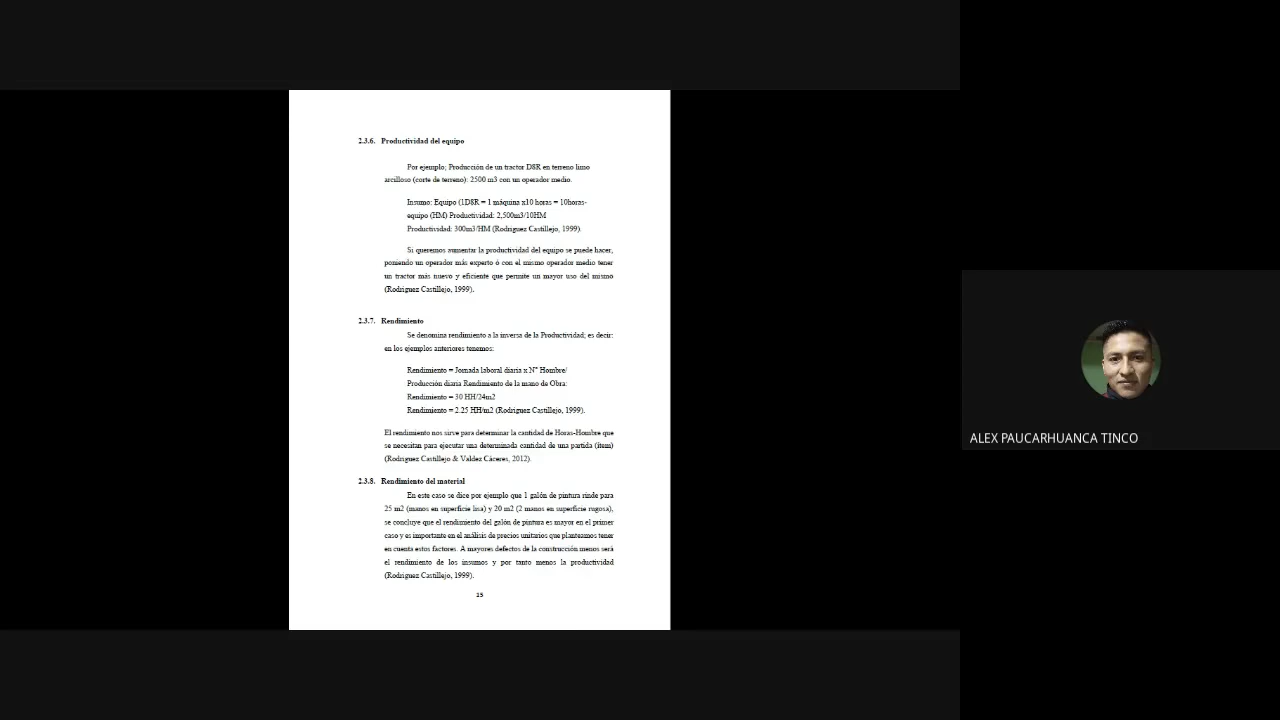 2.3.6. Productividad del equipo
Por ejemplo; Producción de un tractor D8R en terreno limo
arcilloso (corte de terreno): 2500 m3 con un operador medio.
Insumo: Equipo (1D8R = 1 máquina x10 horas = 10horas-
equipo (HM) Productividad: 2,500m3/10HM
Productividad: 300m3/HM (Rodriguez Castillejo, 1999).
Si queremos aumentar la productividad del equipo se puede hacer,
poniendo un operador más experto ó con el mismo operador medio tener
un tractor más nuevo y eficiente que permite un mayor uso del mismo
(Rodriguez Castillejo, 1999).
2.3.7. Rendimiento
Se denomina rendimiento a la inversa de la Productividad; es decir:
en los ejemplos anteriores tenemos:
Rendimiento = Jornada laboral diaria x N° Hombre/
Producción diaria Rendimiento de la mano de Obra:
Rendimiento = 30 HH/24m2
Rendimiento = 2.25 HH/m2 (Rodriguez Castillejo, 1999).
El rendimiento nos sirve para determinar la cantidad de Horas-Hombre que
se necesitan para ejecutar una determinada cantidad de una partida (ítem)
(Rodriguez Castillejo & Valdez Cáceres, 2012).
2.3.8. Rendimiento del material
En este caso se dice por ejemplo que 1 galón de pintura rinde para
25 m2 (manos en superficie lisa) y 20 m2 (2 manos en superficie rugosa),
se concluye que el rendimiento del galón de pintura es mayor en el primer
caso y es importante en el análisis de precios unitarios que planteamos tener
en cuenta estos factores. A mayores defectos de la construcción menos será
el rendimiento de los insumos y por tanto menos la productividad
(Rodriguez Castillejo, 1999).
25
ALEX PAUCARHUANCA TINCO